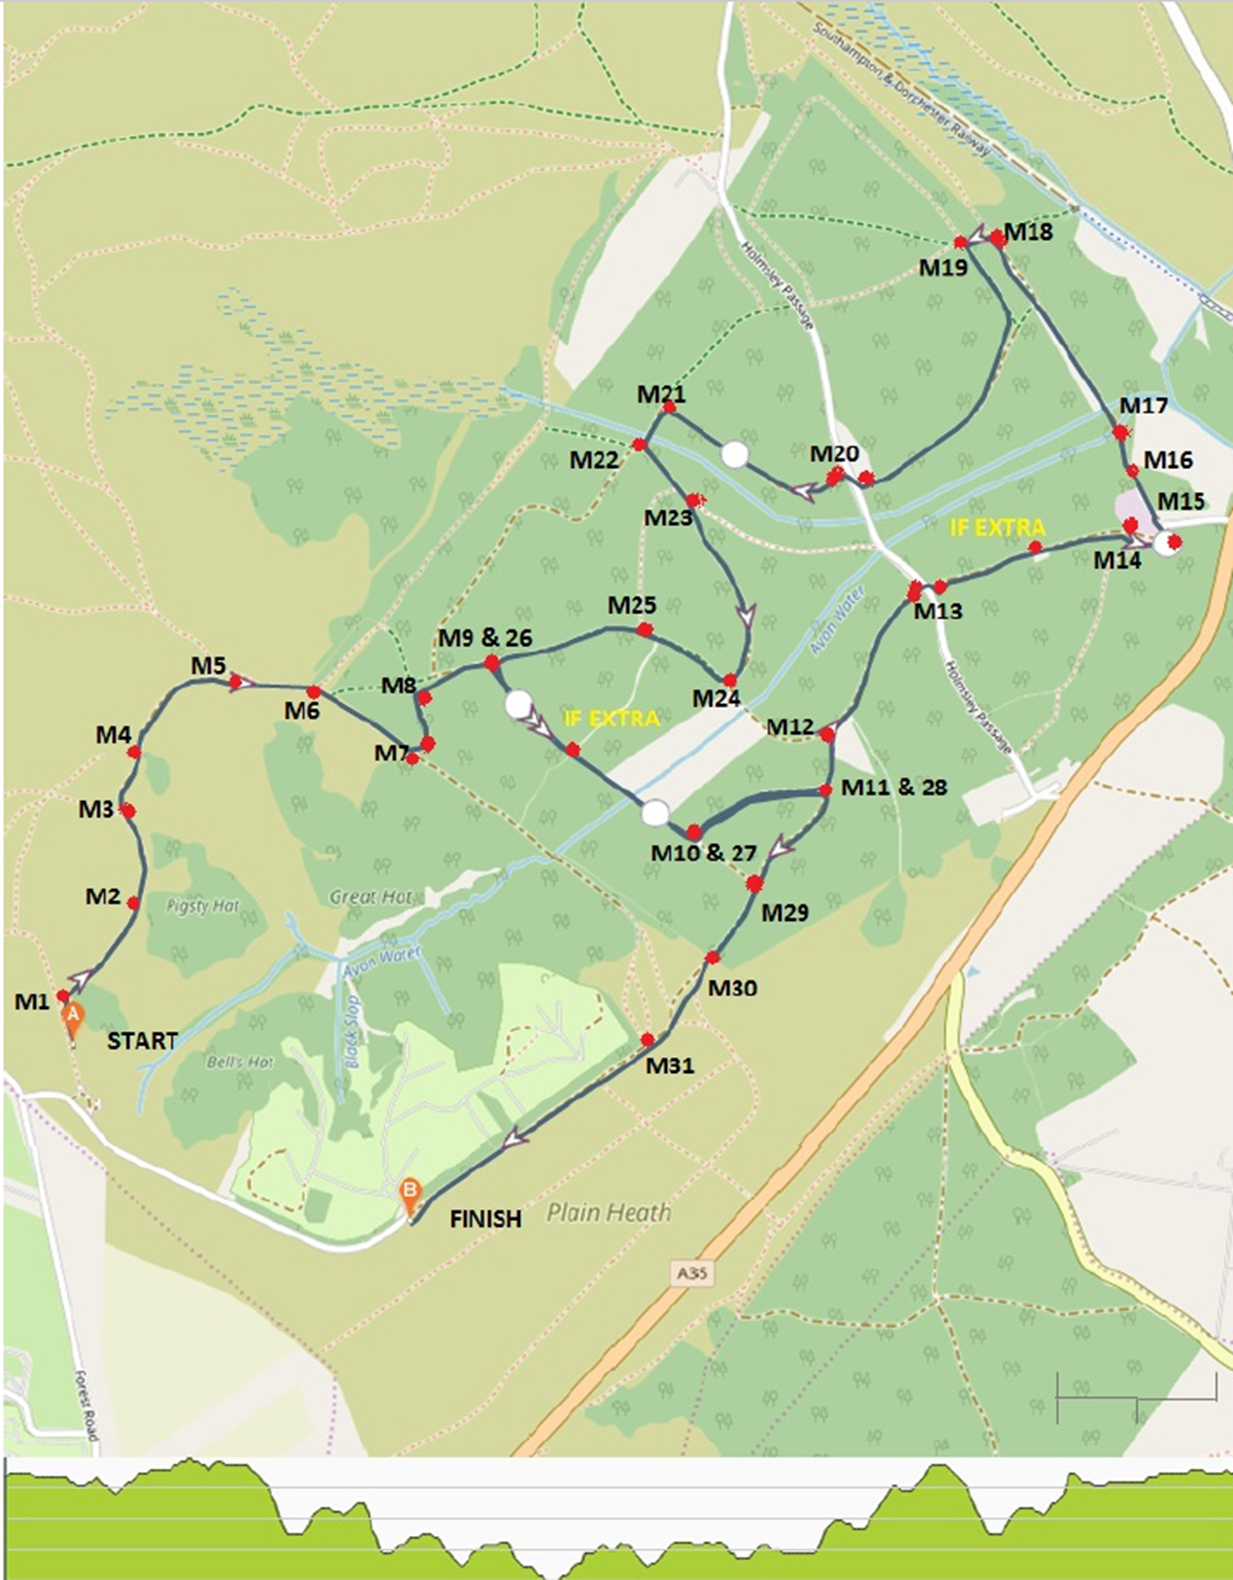 Southampton & Dorchester Railway
M18
M19
Holmsley Passage
M21
M17
M20
M22
M16
M15
M23
IF EXTRA
M14
M25
M13
Avon Water
M9 & 26
M5
M8
M24
M6
IF EXTRA
Holmsley Passage
M4
M12
M7
M11 & 28
M3
M10 & 27
M2
Great Hat
Pigsty Hat
M29
Avon Water
M30
M1
A
START
Black Slop
Bell's Hat
M31
B
FINISH
Plain Heath
A35
Forest Road